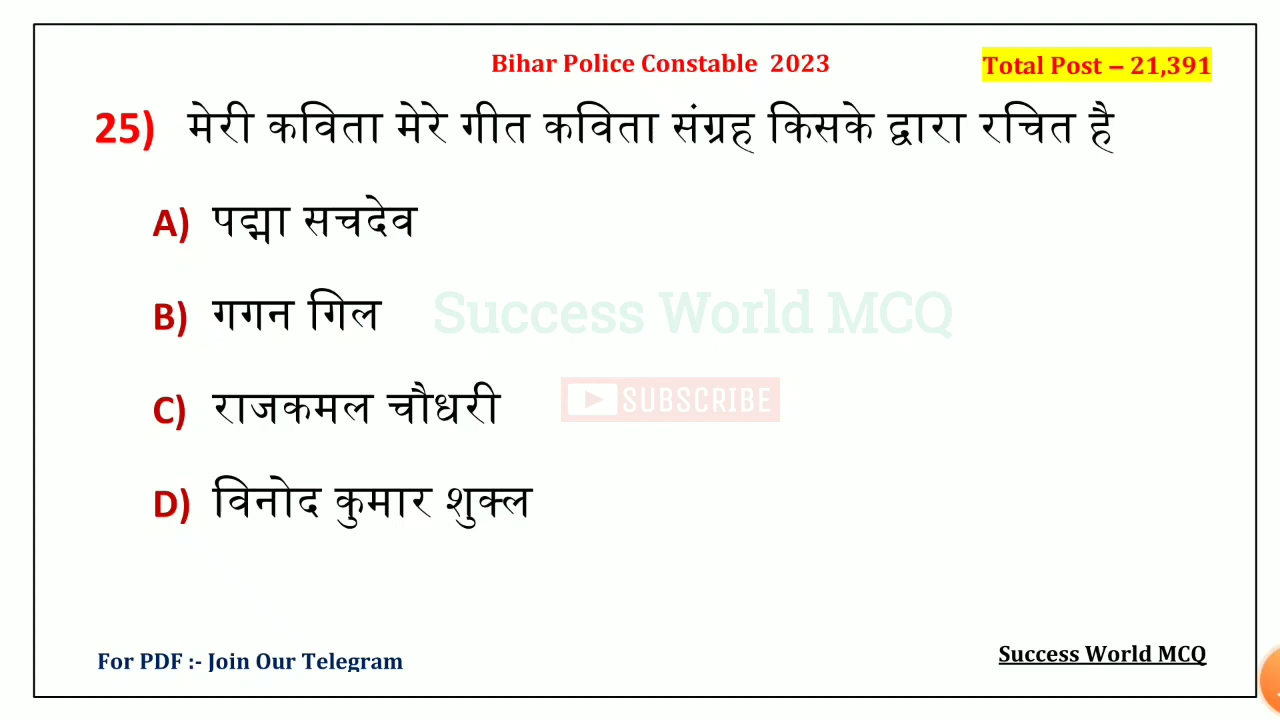 Bihar Police Constable 2023
Total Post – 21,391
25) मेरी कविता मेरे गीत कविता संग्रह किसके द्वारा रचित है
A) पद्मा सचदेव
B) गगन गिल
Success World MCQ
C) राजकमल चौधरी
SUBSCRIBE
D) विनोद कुमार शुक्ल
For PDF :- Join Our Telegram
Success World MCQ